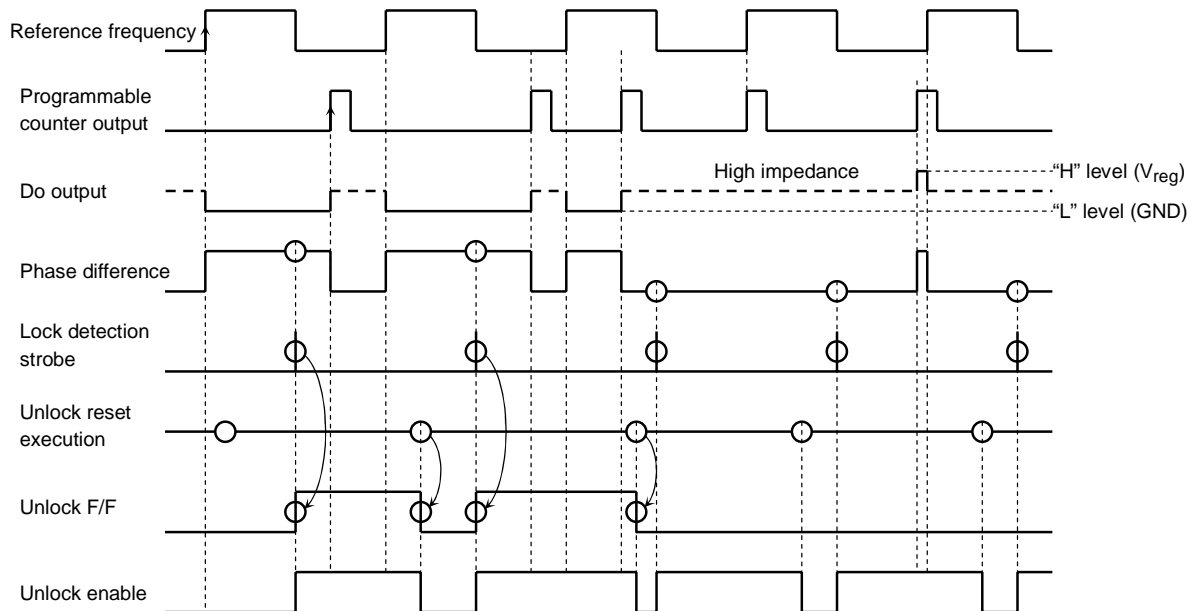 Reference frequency
Programmable
counter output
Do output
High impedance
“H” level (Vreg)
“L” level (GND)
Phase difference
Lock detection
strobe
Unlock reset
execution
Unlock F/F
Unlock enable